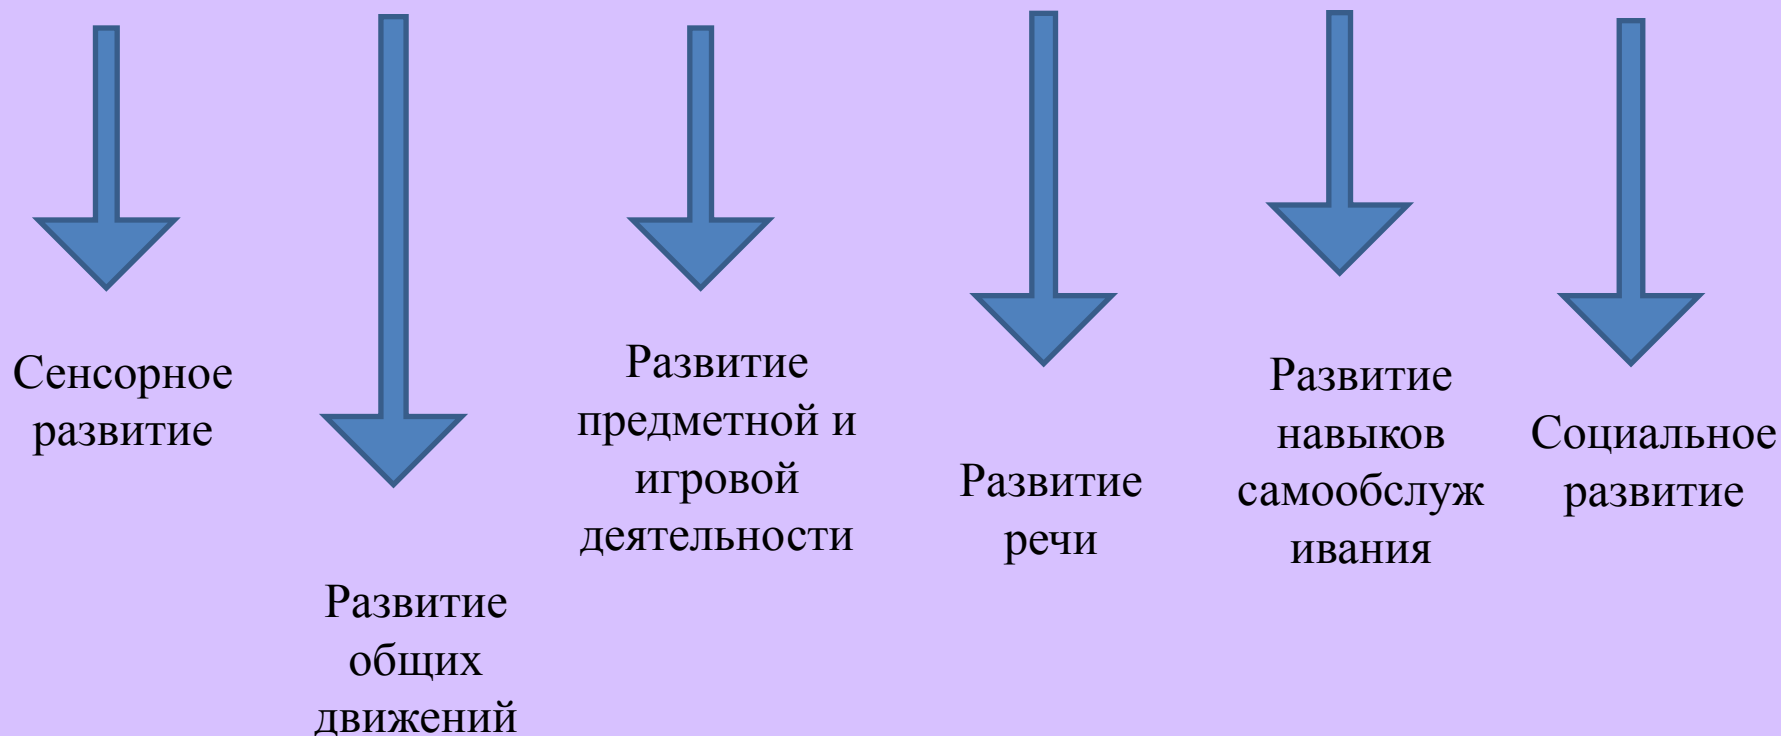 Сенсорное
развитие
Развитие
общих
движений
Развитие
предметной и
игровой
деятельности
Развитие
речи
Развитие
навыков
самообслуж
ивания
Социальное
развитие